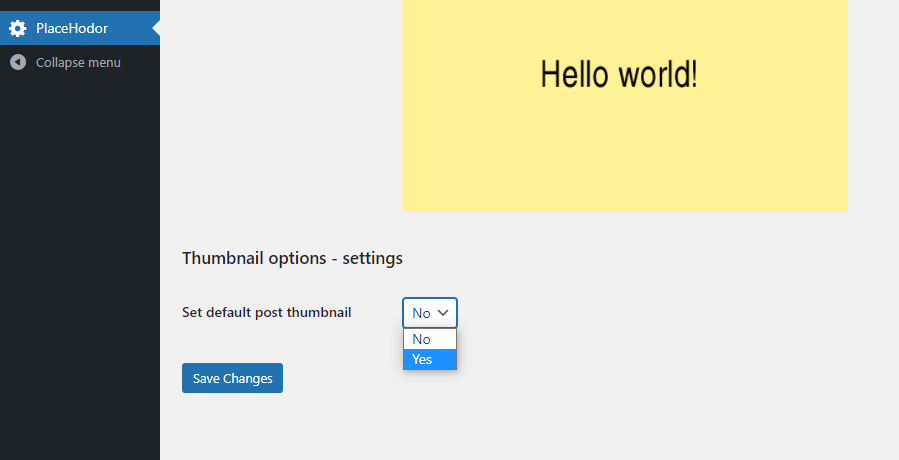 PlaceHodor
Collapse menu
Hello world!
Thumbnail options - settings
Set default post thumbnail
No
No
Yes
Save Changes